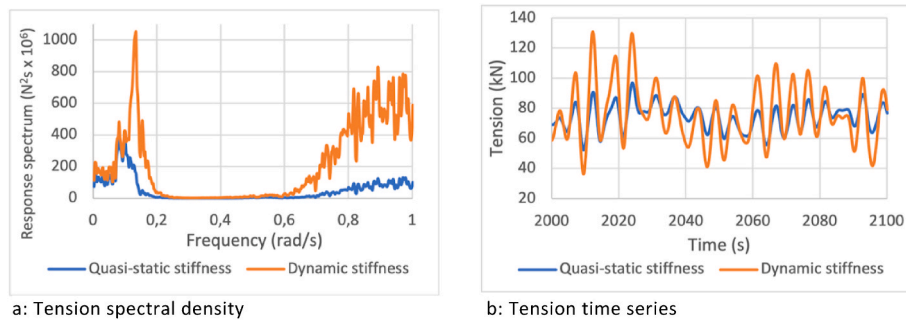 Response spectrum (N²s x 10⁶)
1000
800
600
400
200
0
0 0,2 0,4 0,6 0,8 1
Frequency (rad/s)
Quasi-static stiffness Dynamic stiffness
a: Tension spectral density
Tension (kN)
140
120
100
80
60
40
20
2000 2020 2040 2060 2080 2100
Time (s)
Quasi-static stiffness Dynamic stiffness
b: Tension time series